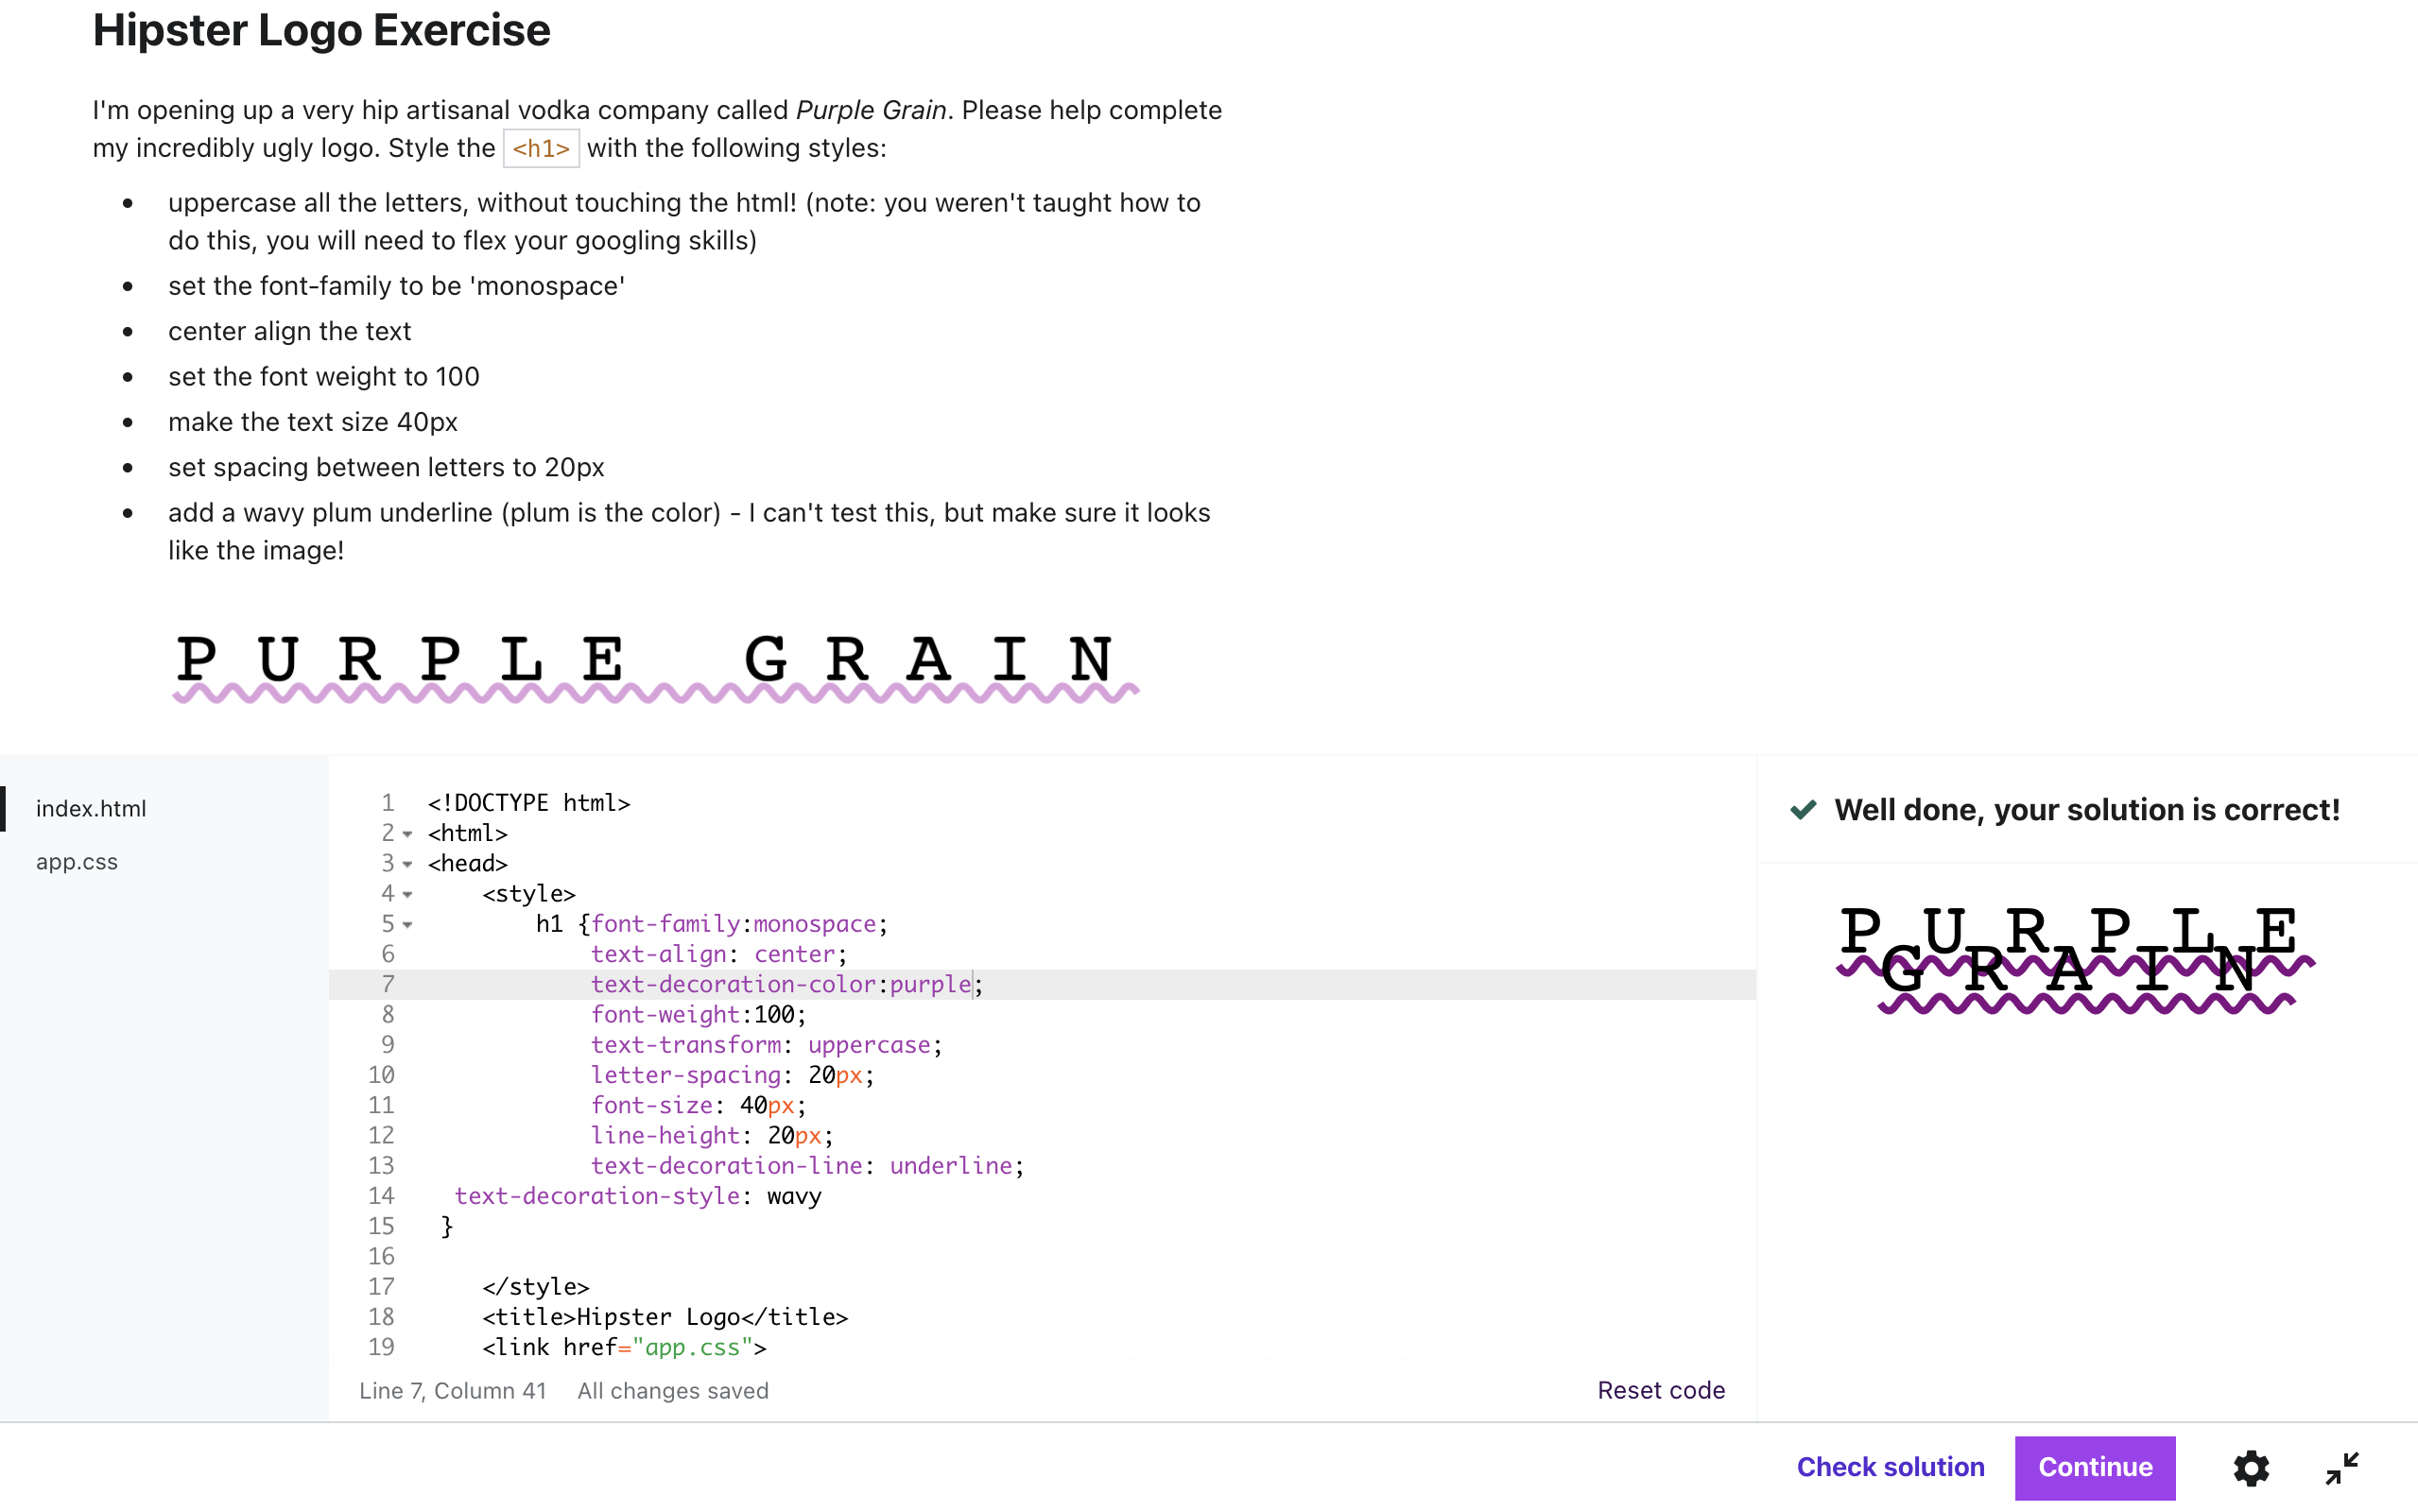 Hipster Logo Exercise
I'm opening up a very hip artisanal vodka company called Purple Grain. Please help complete
my incredibly ugly logo. Style the <h1> with the following styles:
• uppercase all the letters, without touching the html! (note: you weren't taught how to
do this, you will need to flex your googling skills)
• set the font-family to be 'monospace'
• center align the text
• set the font weight to 100
• make the text size 40px
• set spacing between letters to 20px
• add a wavy plum underline (plum is the color) - I can't test this, but make sure it looks
like the image!
PURPLE GRAIN
index.html
app.css
1 <!DOCTYPE html>
2 <html>
3 <head>
4 <style>
5 h1 {font-family:monospace;
6 text-align: center;
7 text-decoration-color:purple;
8 font-weight:100;
9 text-transform: uppercase;
10 letter-spacing: 20px;
11 font-size: 40px;
12 line-height: 20px;
13 text-decoration-line: underline;
14 text-decoration-style: wavy
15 }
16
17 </style>
18 <title>Hipster Logo</title>
19 <link href="app.css">
Line 7, Column 41 All changes saved
Reset code
Well done, your solution is correct!
PURPLE
GRAIN
Check solution
Continue